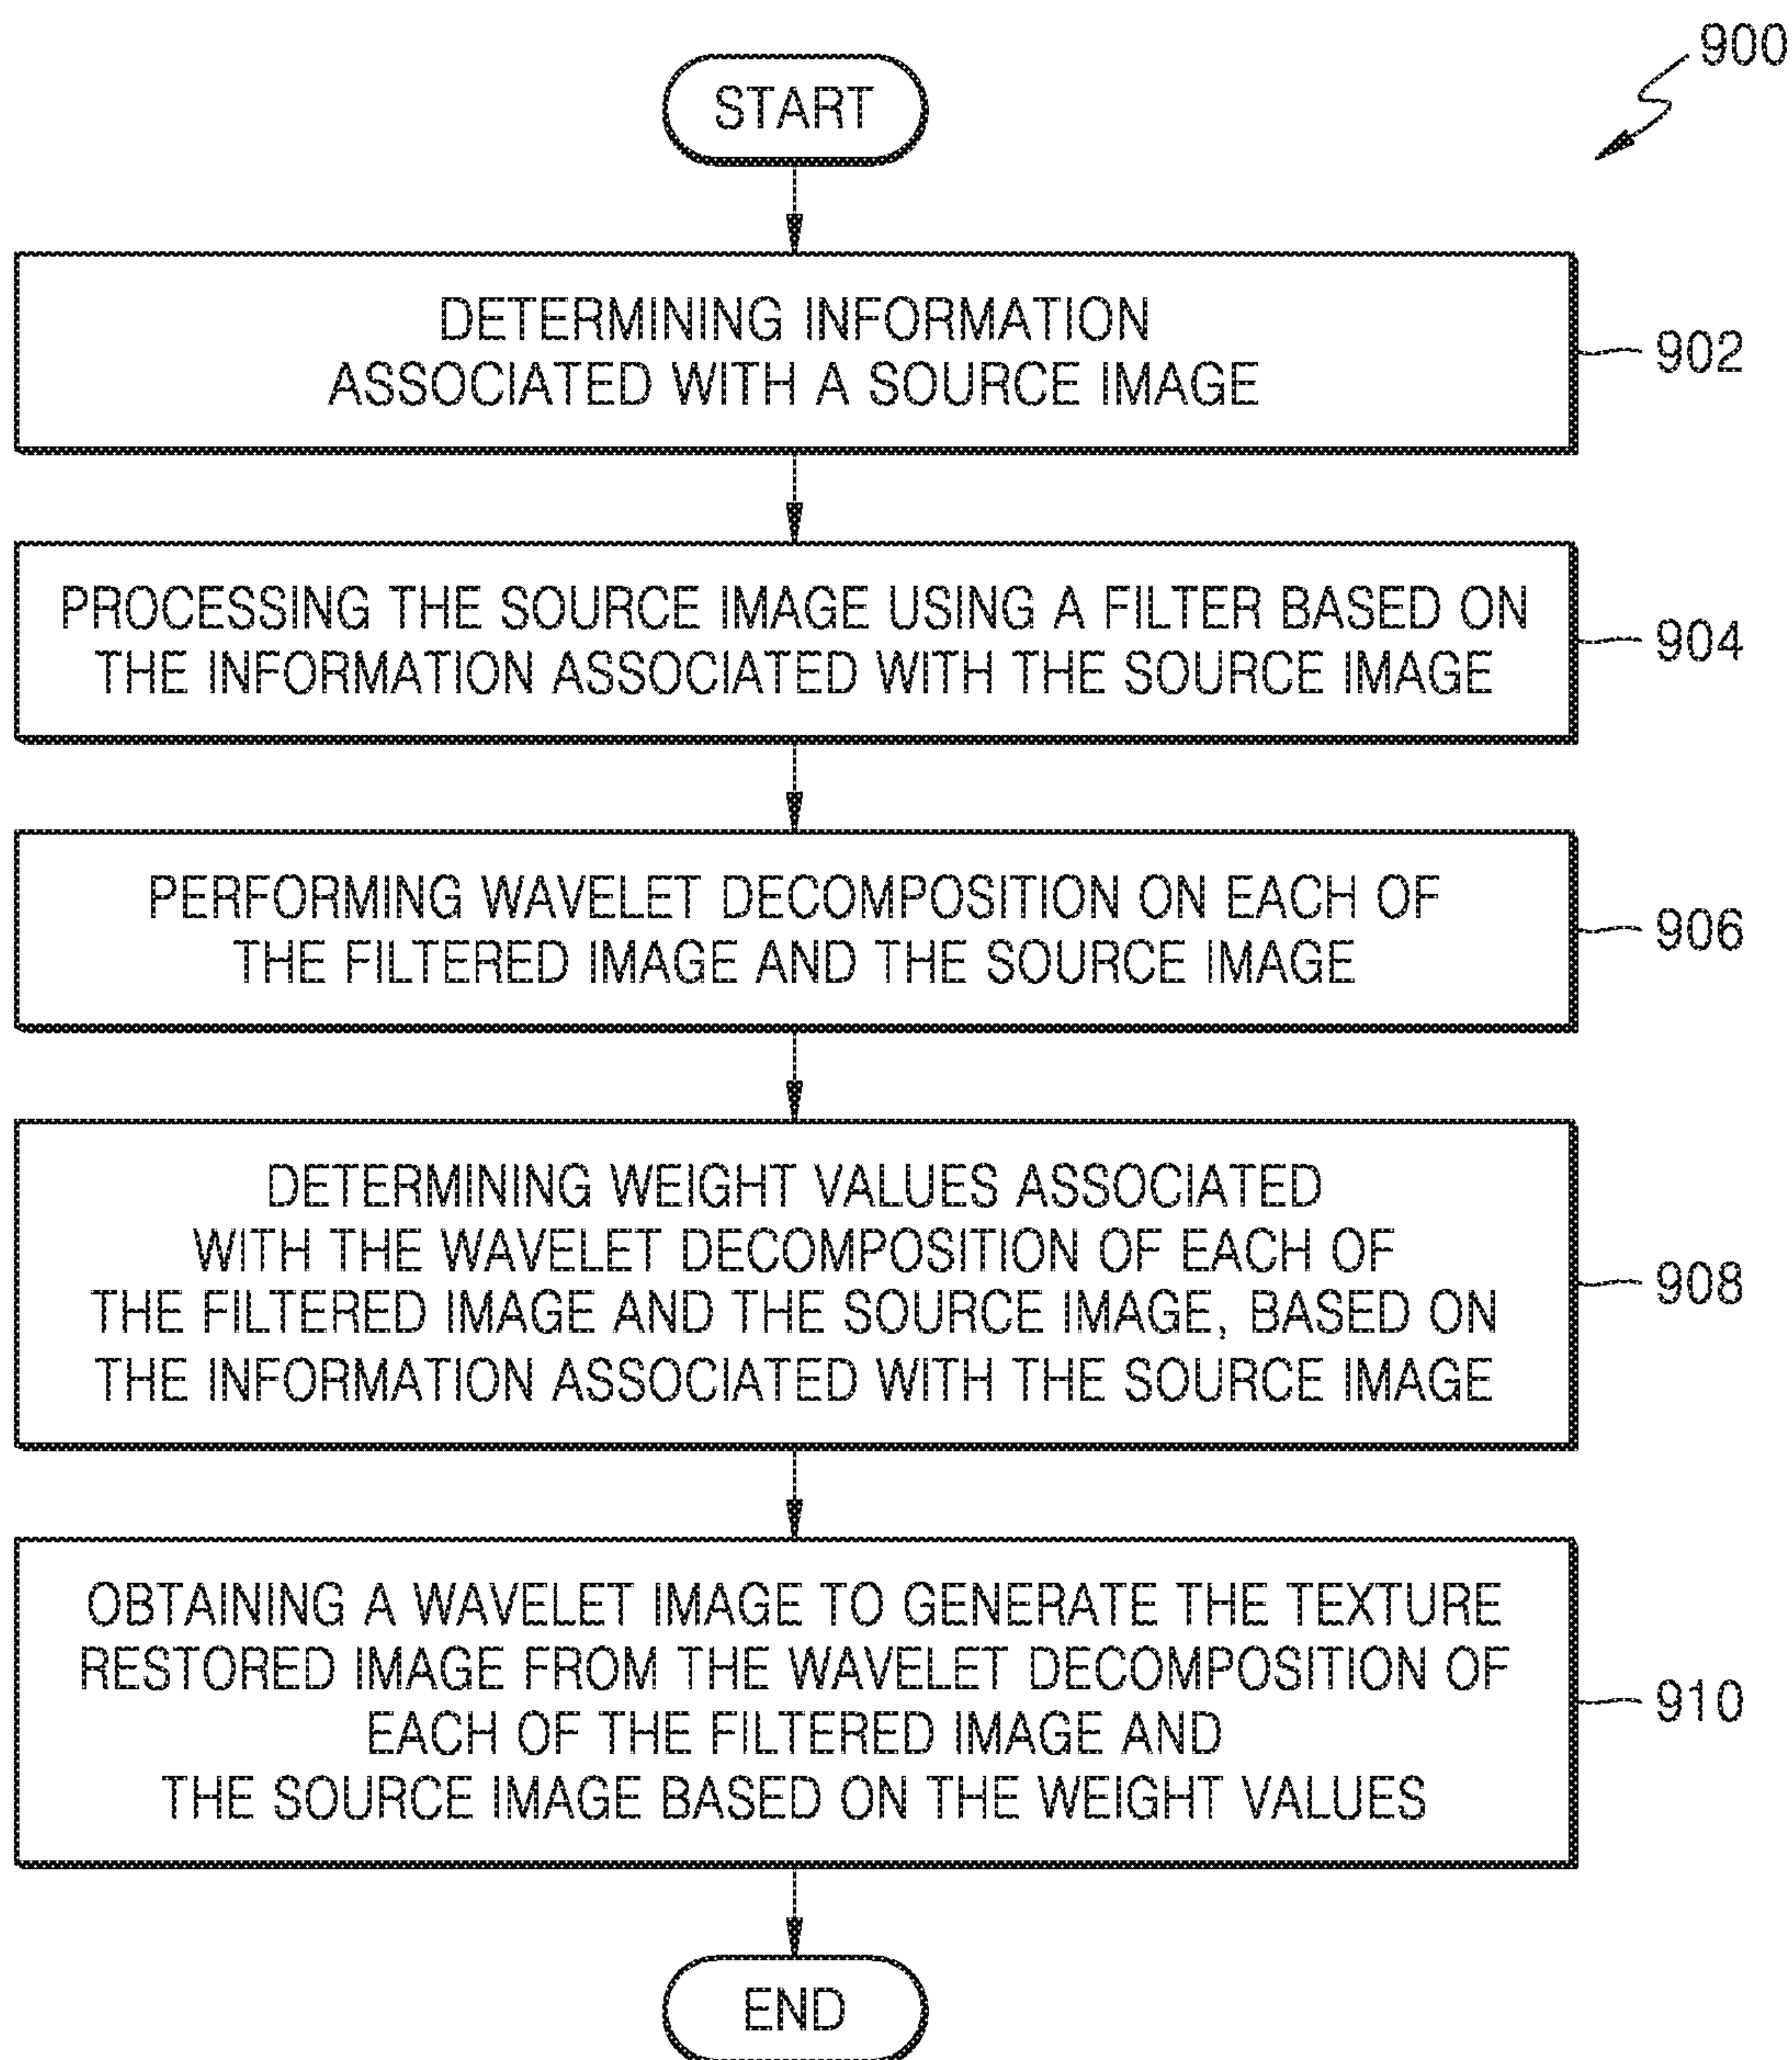 900
START
DETERMINING INFORMATION
ASSOCIATED WITH A SOURCE IMAGE
902
PROCESSING THE SOURCE IMAGE USING A FILTER BASED ON
THE INFORMATION ASSOCIATED WITH THE SOURCE IMAGE
904
PERFORMING WAVELET DECOMPOSITION ON EACH OF
THE FILTERED IMAGE AND THE SOURCE IMAGE
906
DETERMINING WEIGHT VALUES ASSOCIATED
WITH THE WAVELET DECOMPOSITION OF EACH OF
THE FILTERED IMAGE AND THE SOURCE IMAGE, BASED ON
THE INFORMATION ASSOCIATED WITH THE SOURCE IMAGE
908
OBTAINING A WAVELET IMAGE TO GENERATE THE TEXTURE
RESTORED IMAGE FROM THE WAVELET DECOMPOSITION OF
EACH OF THE FILTERED IMAGE AND
THE SOURCE IMAGE BASED ON THE WEIGHT VALUES
910
END